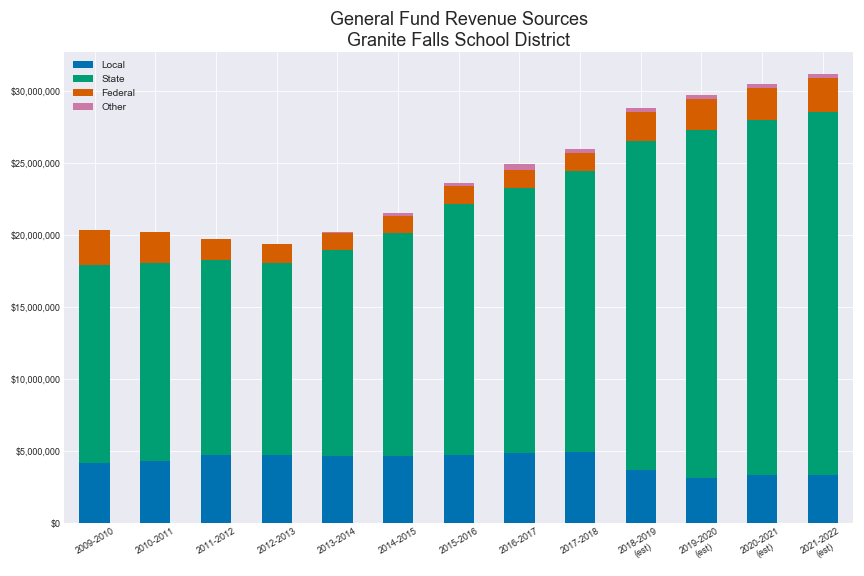 General Fund Revenue Sources
Granite Falls School District
Local
State
Federal
Other
$30,000,000
$25,000,000
$20,000,000
$15,000,000
$10,000,000
$5,000,000
$0
2009-2010
2010-2011
2011-2012
2012-2013
2013-2014
2014-2015
2015-2016
2016-2017
2017-2018
2018-2019
(est)
2019-2020
(est)
2020-2021
(est)
2021-2022
(est)